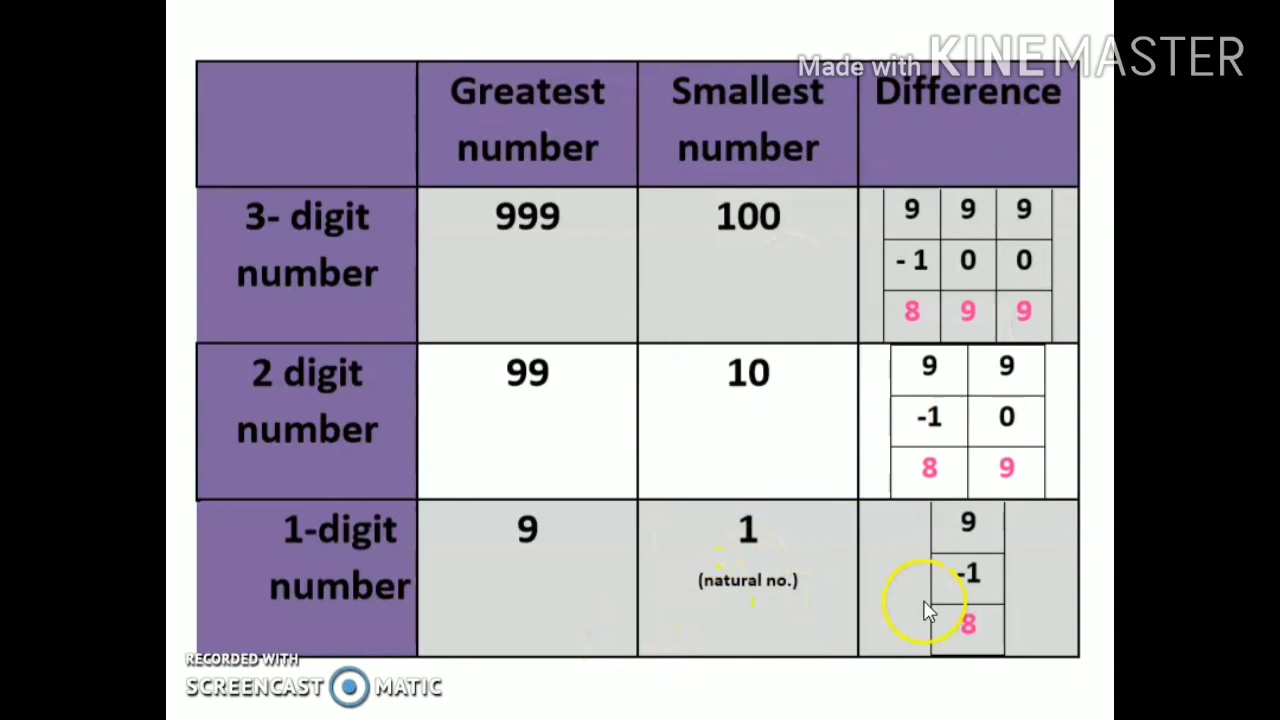 Made with KINEMASTER
Greatest number
Smallest number
Difference
3- digit number
999
100
9 9 9
- 1 0 0
8 9 9
2 digit number
99
10
9 9
-1 0
8 9
1-digit number
9
1
(natural no.)
9
-1
8
RECORDED WITH
SCREENCAST MATIC